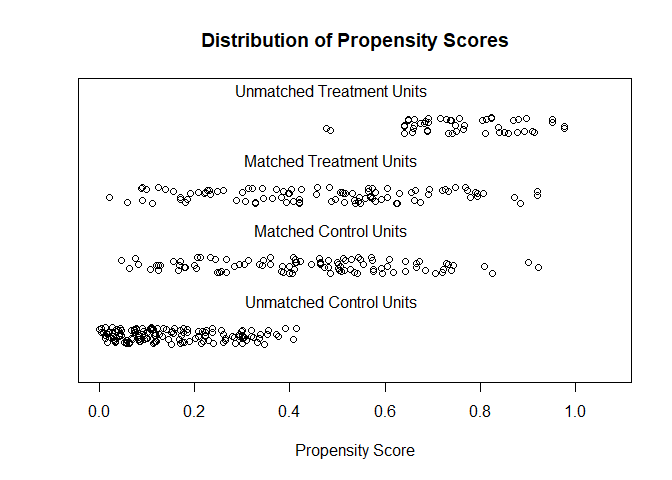 Distribution of Propensity Scores
Unmatched Treatment Units
Matched Treatment Units
Matched Control Units
Unmatched Control Units
0.0 0.2 0.4 0.6 0.8 1.0
Propensity Score